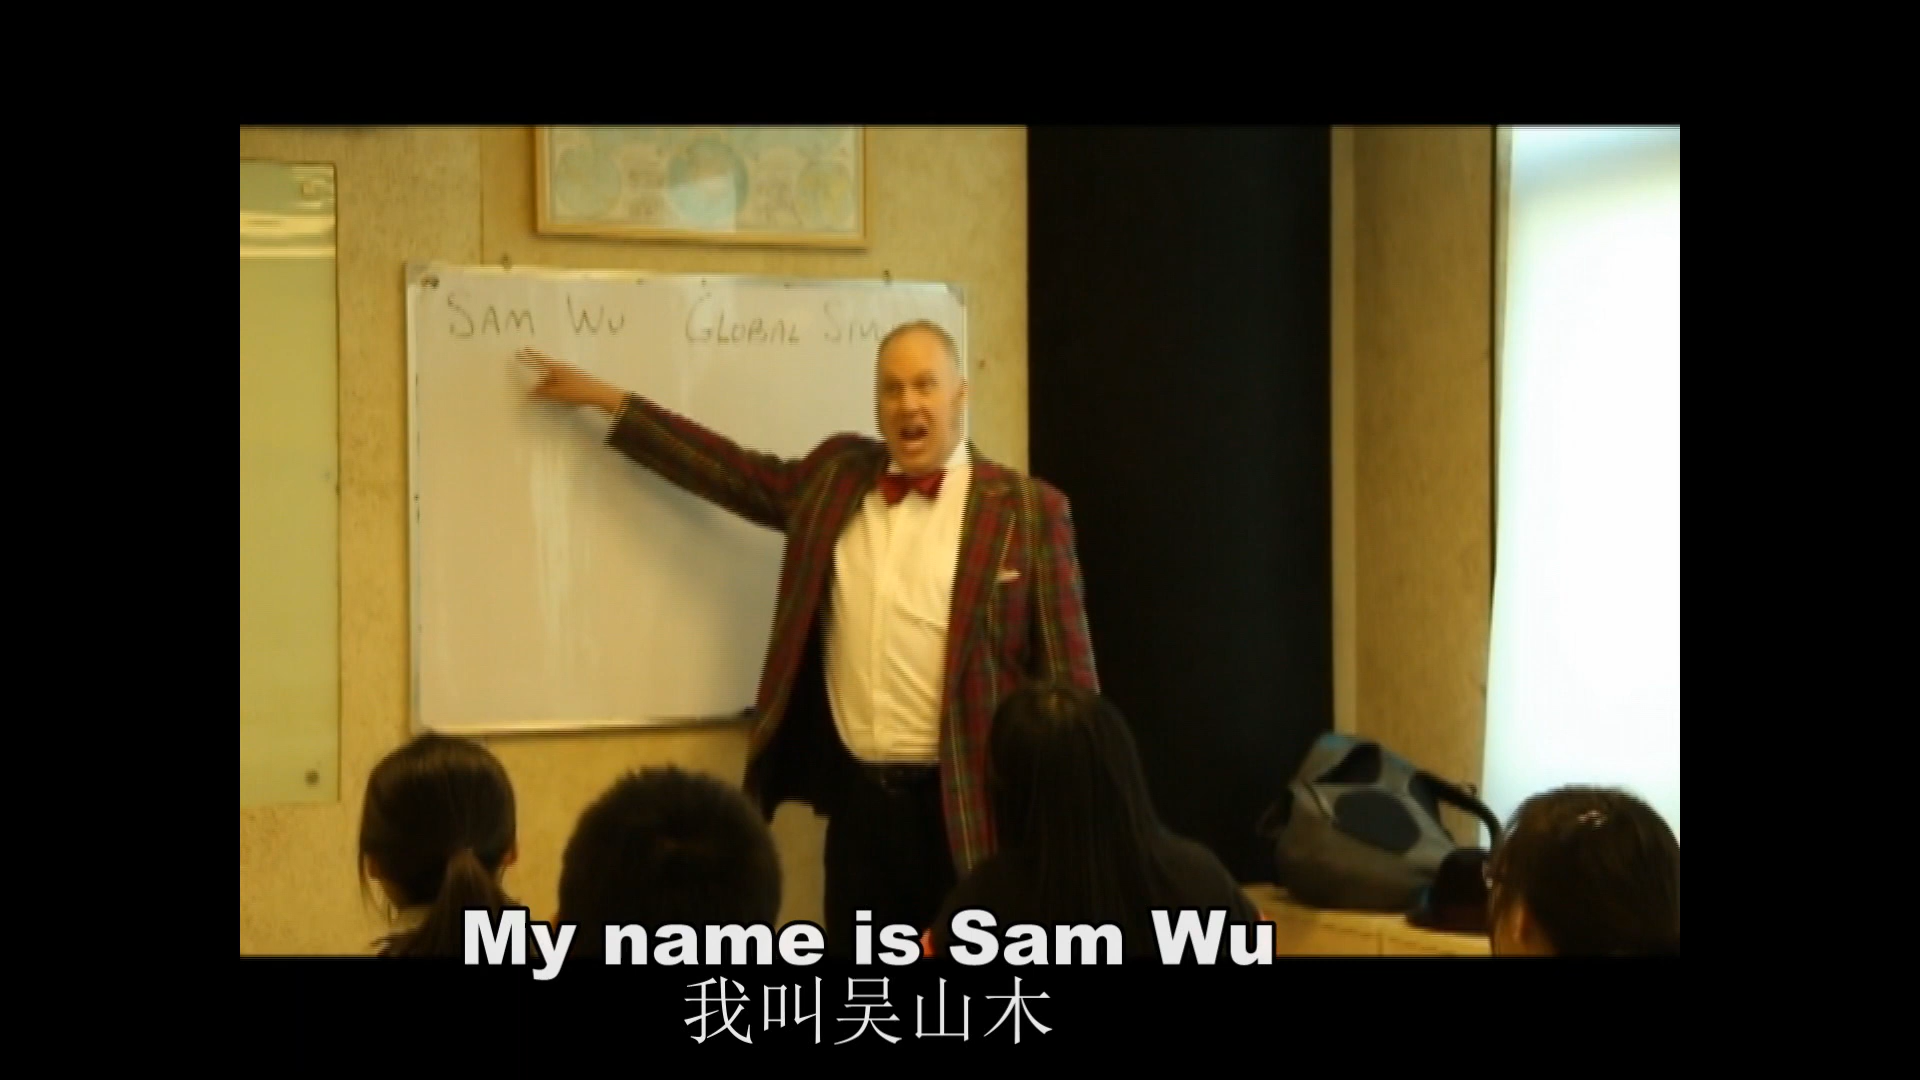 SAM WU GLOBAL
My name is Sam Wu
我叫吴山木